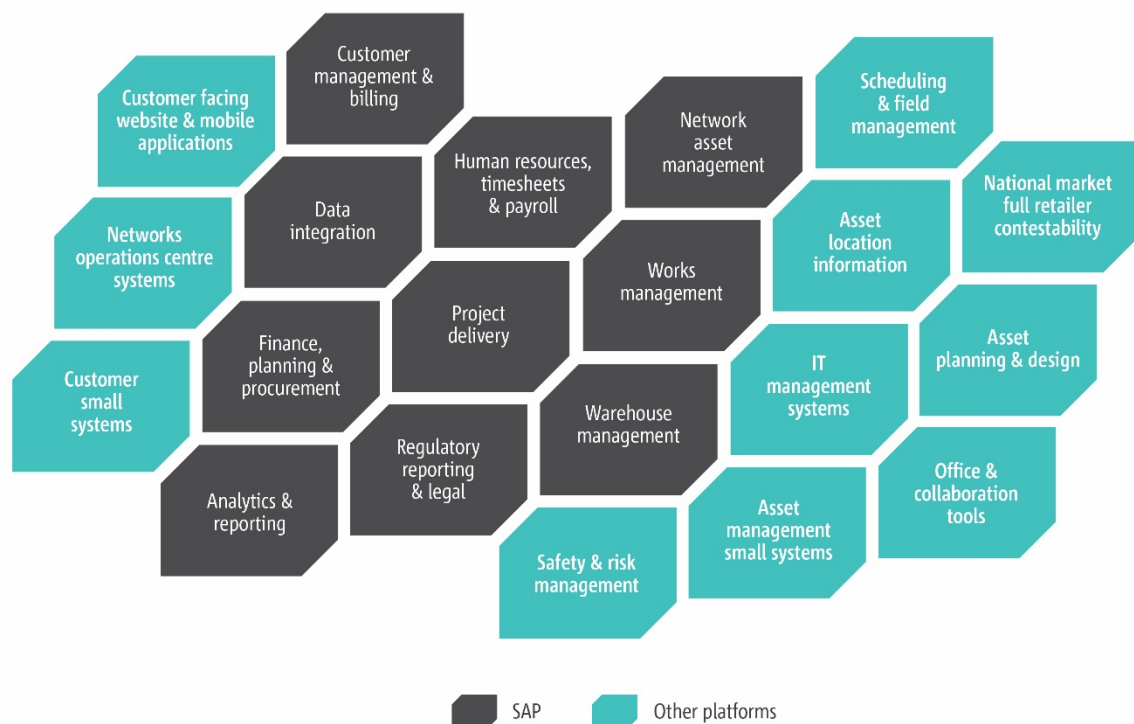 Customer
management &
billing
Customer facing
website & mobile
applications
Scheduling
& field
management
Network
asset
management
Human resources,
timesheets
& payroll
National market
full retailer
contestability
Data
integration
Asset
location
information
Networks
operations centre
systems
Works
management
Project
delivery
Finance,
planning &
procurement
Asset
planning & design
IT
management
systems
Customer
small
systems
Warehouse
management
Regulatory
reporting
& legal
Office &
collaboration
tools
Analytics &
reporting
Asset
management
small systems
Safety & risk
management
SAP
Other platforms